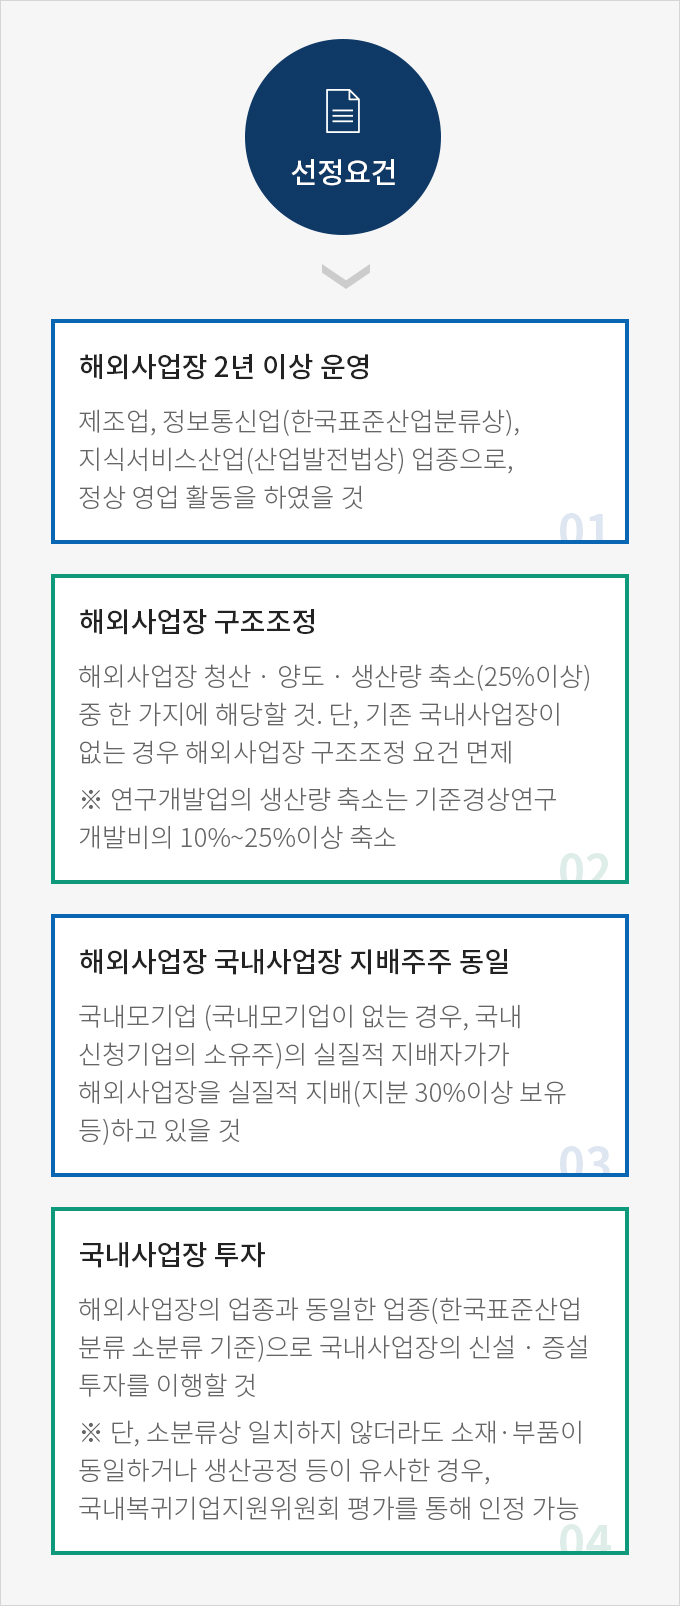 선정요건
해외사업장 2년 이상 운영
제조업, 정보통신업(한국표준산업분류상),
지식서비스산업(산업발전법상) 업종으로,
정상 영업 활동을 하였을 것
01
해외사업장 구조조정
해외사업장 청산 · 양도 · 생산량 축소(25%이상)
중 한 가지에 해당할 것. 단, 기존 국내사업장이
없는 경우 해외사업장 구조조정 요건 면제
※ 연구개발업의 생산량 축소는 기준경상연구
개발비의 10%~25%이상 축소
02
해외사업장 국내사업장 지배주주 동일
국내모기업 (국내모기업이 없는 경우, 국내
신청기업의 소유주)의 실질적 지배자가가
해외사업장을 실질적 지배(지분 30%이상 보유
등)하고 있을 것
03
국내사업장 투자
해외사업장의 업종과 동일한 업종(한국표준산업
분류 소분류 기준)으로 국내사업장의 신설 · 증설
투자를 이행할 것
※ 단, 소분류상 일치하지 않더라도 소재·부품이
동일하거나 생산공정 등이 유사한 경우,
국내복귀기업지원위원회 평가를 통해 인정 가능
04